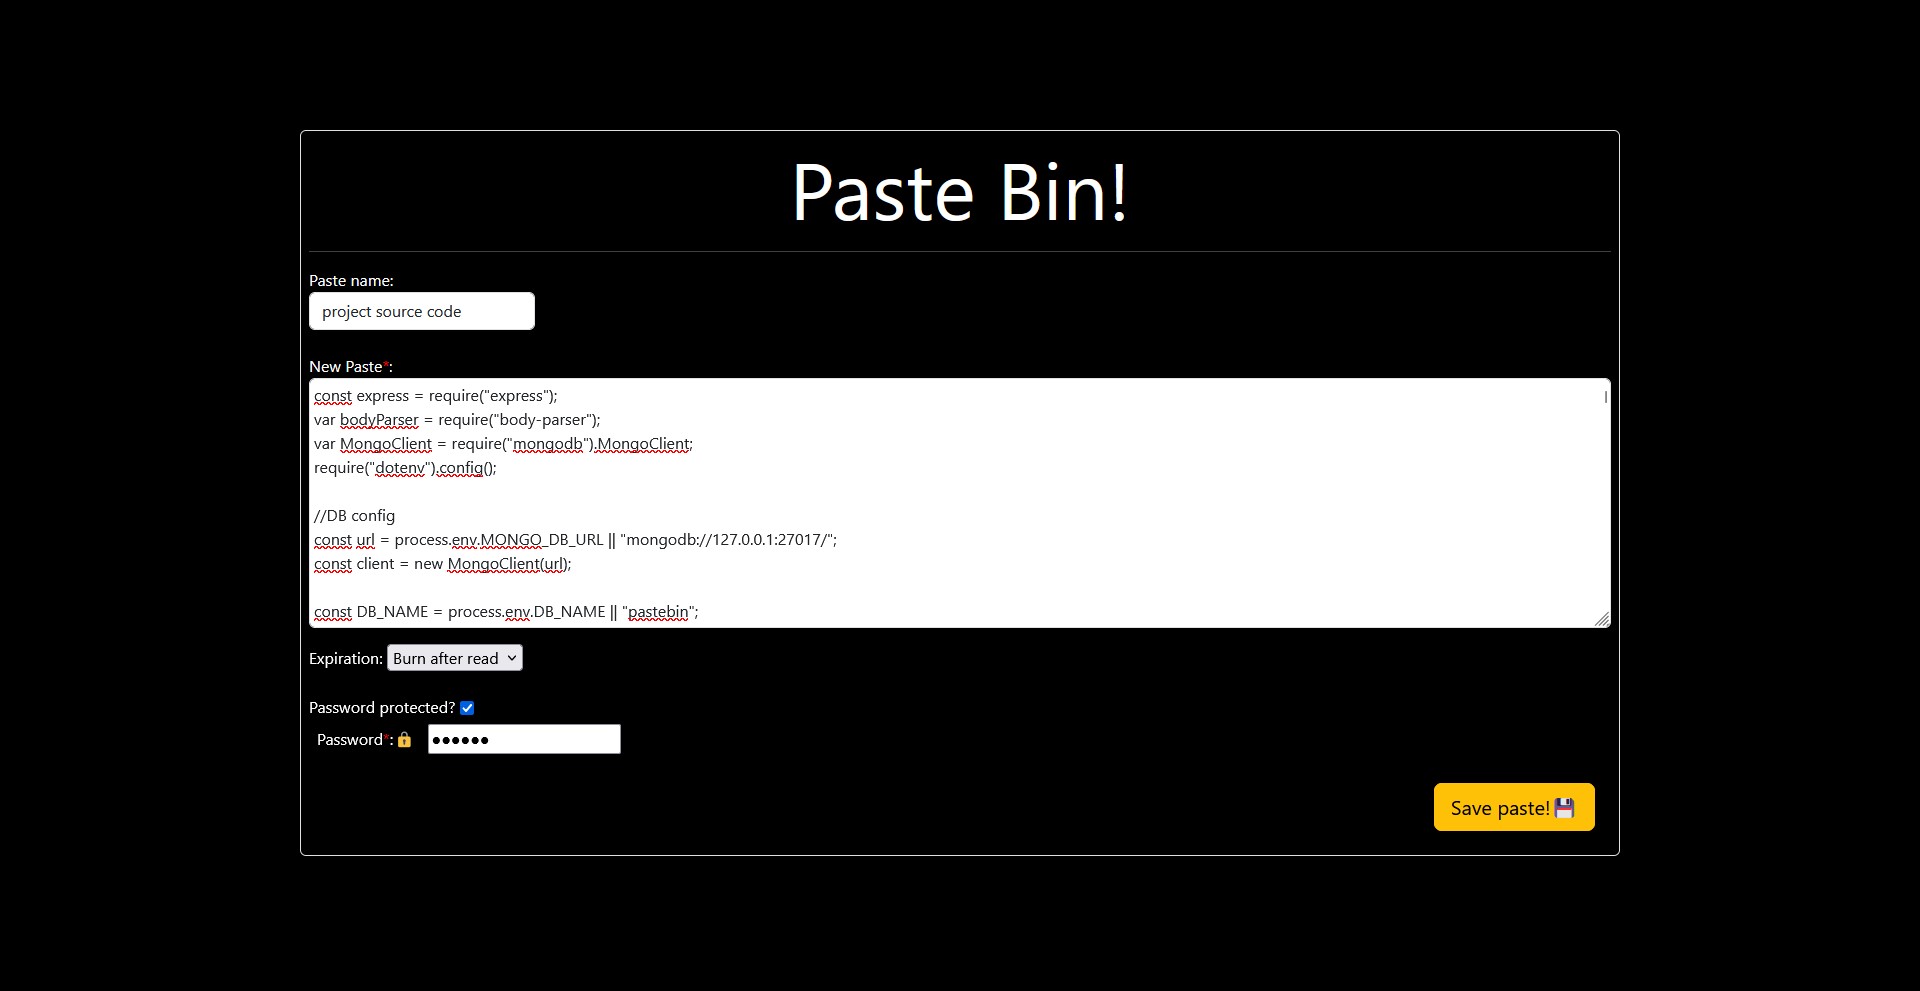 Paste Bin!
Paste name:
project source code
New Paste*:
const express = require("express");
var bodyParser = require("body-parser");
var MongoClient = require("mongodb").MongoClient;
require("dotenv").config();
//DB config
const url = process.env.MONGO_DB_URL || "mongodb://127.0.0.1:27017/";
const client = new MongoClient(url);
const DB_NAME = process.env.DB_NAME || "pastebin";
Expiration: Burn after read
Password protected?
Password*:🔒 ●●●●●●
Save paste!💾